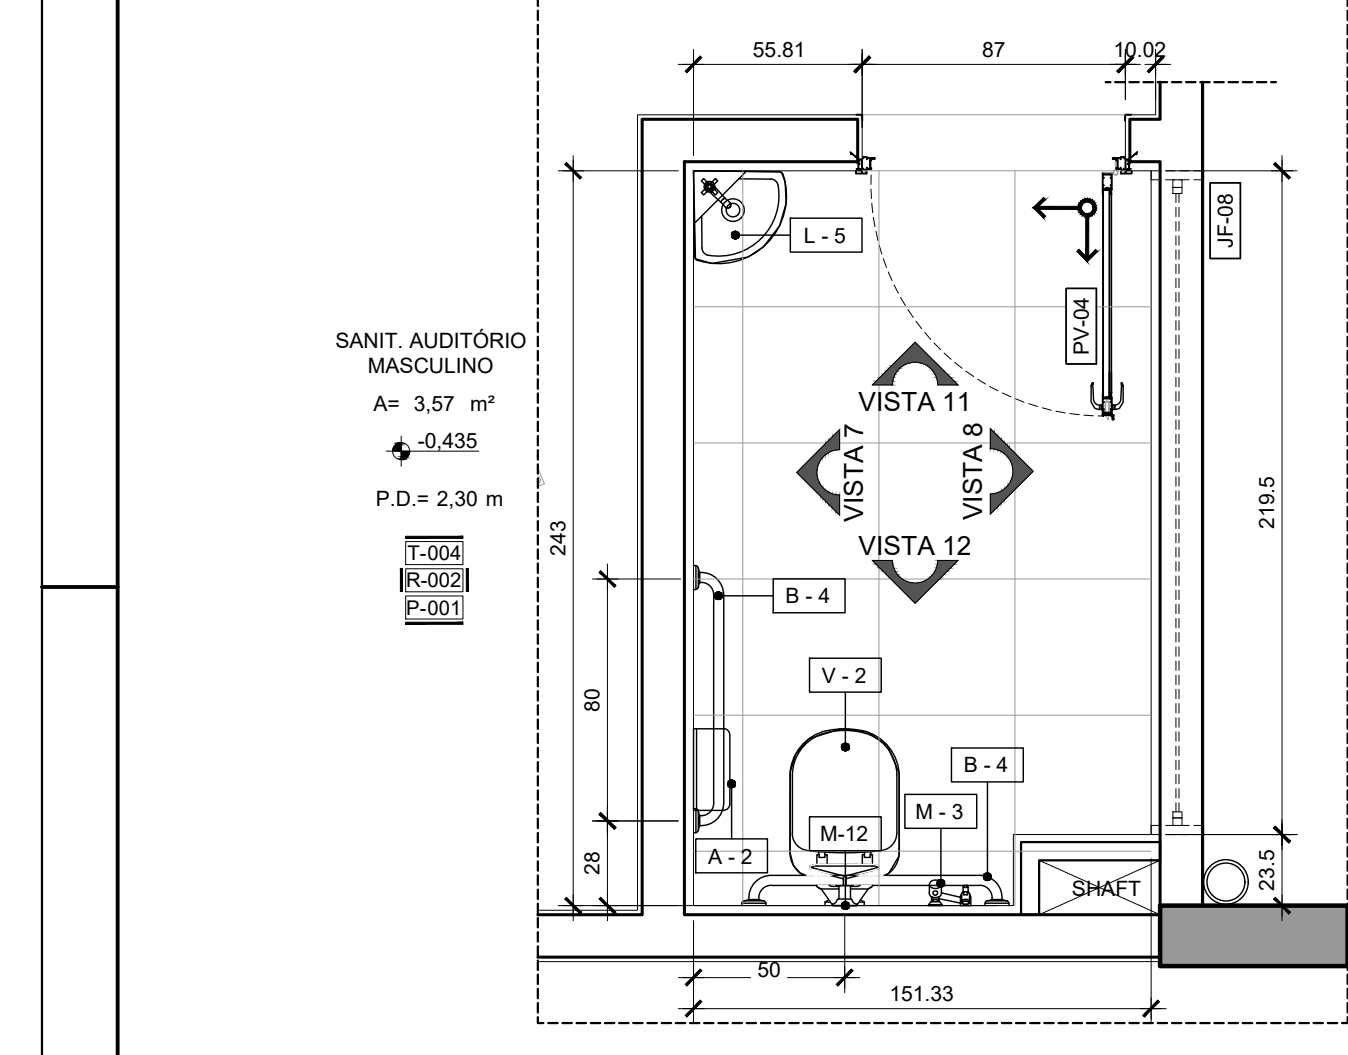 55.81
87
10.02
JF-08
L - 5
PV-04
SANIT. AUDITÓRIO
MASCULINO
A= 3,57 m²
-0,435
P.D.= 2,30 m
T-004
R-002
P-001
VISTA 11
VISTA 7
VISTA 8
VISTA 12
243
219.5
B - 4
V - 2
80
B - 4
M - 3
M-12
A - 2
28
SHAFT
23.5
50
151.33